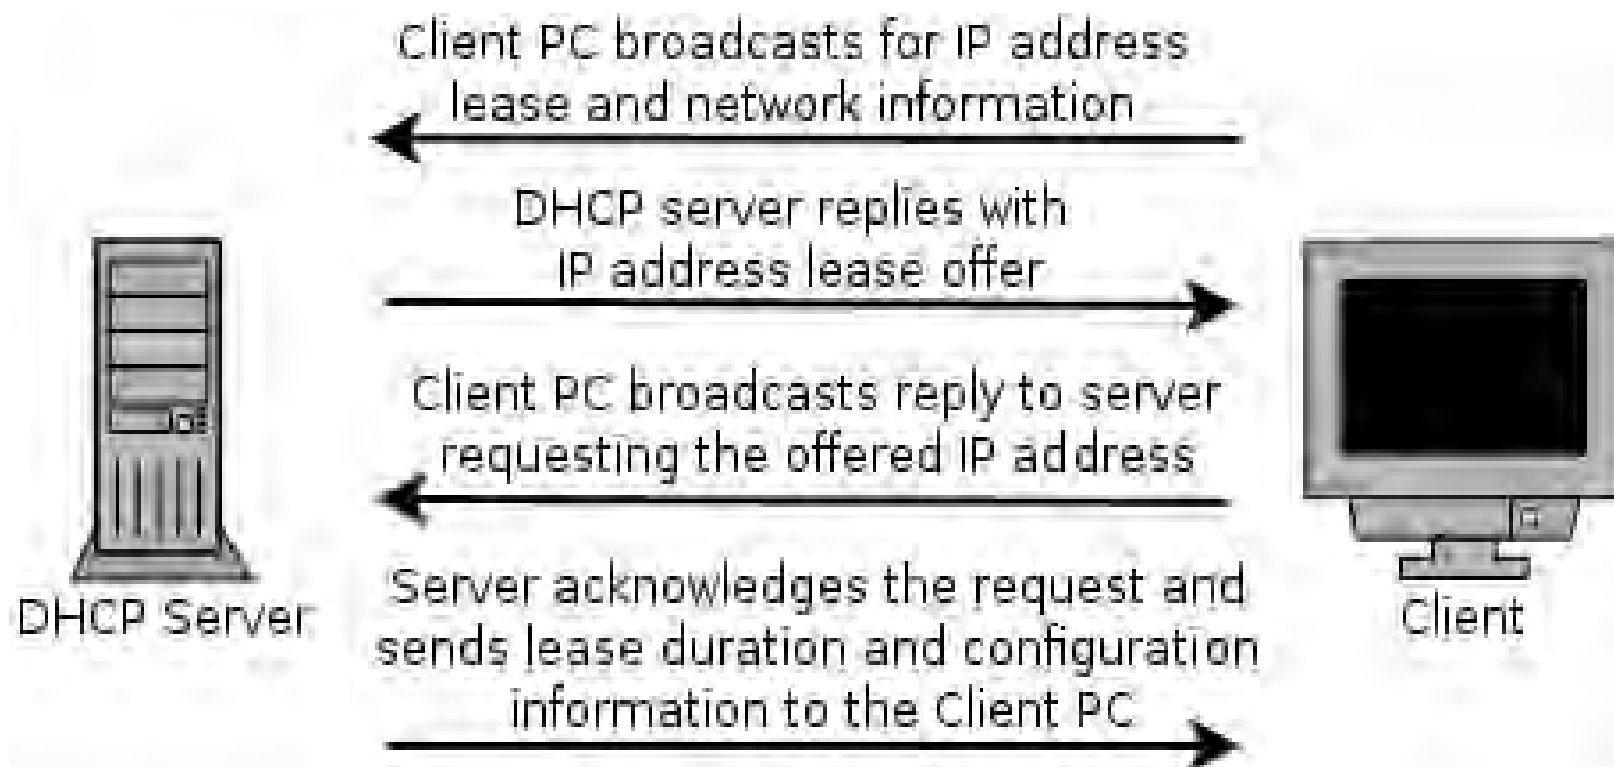 Client PC broadcasts for IP address
lease and network information
DHCP server replies with
IP address lease offer
Client PC broadcasts reply to server
requesting the offered IP address
Server acknowledges the request and
sends lease duration and configuration
information to the Client PC
DHCP Server
Client